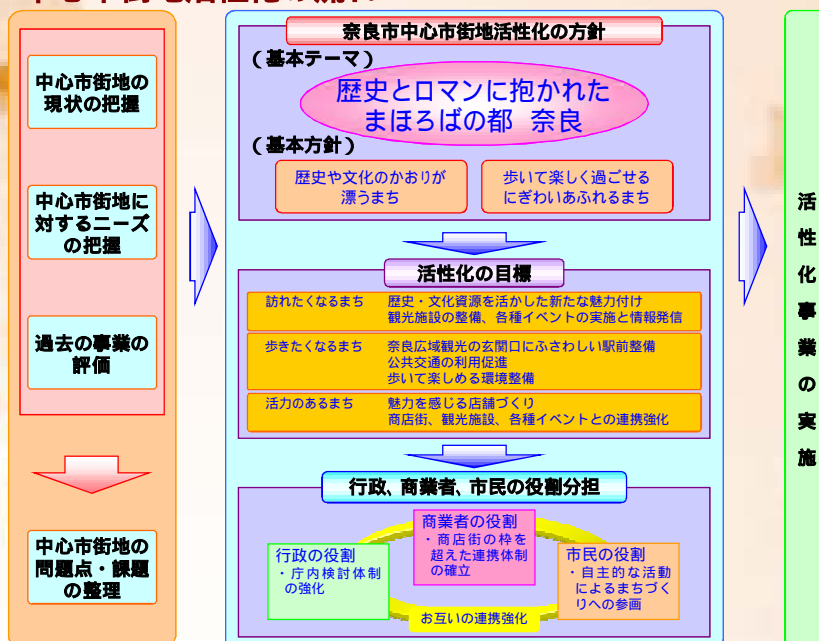 中心市街地の
現状の把握
中心市街地に
対するニーズ
の把握
過去の事業の
評価
中心市街地の
問題点・課題
の整理
奈良市中心市街地活性化の方針
(基本テーマ)
歴史とロマンに抱かれた
まほろばの都 奈良
(基本方針)
歴史や文化のかおりが
漂うまち
歩いて楽しく過ごせる
にぎわいあふれるまち
活性化の目標
訪れたくなるまち 歴史・文化資源を活かした新たな魅力付け
観光施設の整備、各種イベントの実施と情報発信
歩きたくなるまち 奈良広域観光の玄関口にふさわしい駅前整備
公共交通の利用促進
歩いて楽しめる環境整備
活力のあるまち 魅力を感じる店舗づくり
商店街、観光施設、各種イベントとの連携強化
行政、商業者、市民の役割分担
商業者の役割
・商店街の枠を
超えた連携体制
の確立
行政の役割
・庁内検討体制
の強化
市民の役割
・自主的な活動
によるまちづく
りへの参画
お互いの連携強化
活性化事業の実施